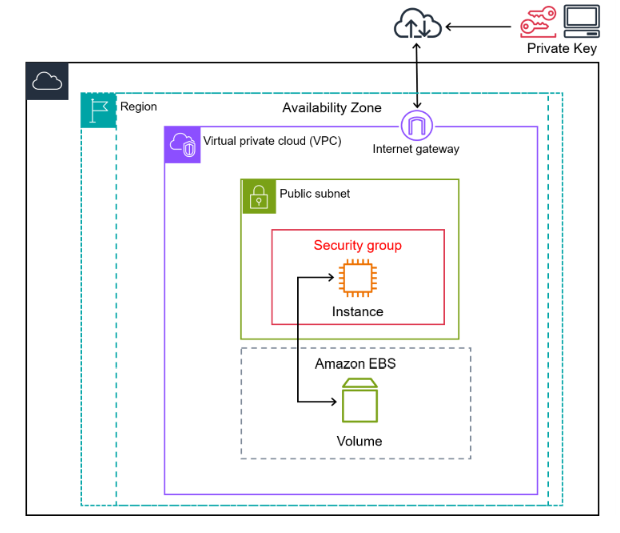 Private Key
Region
Availability Zone
Virtual private cloud (VPC)
Internet gateway
Public subnet
Security group
Instance
Amazon EBS
Volume